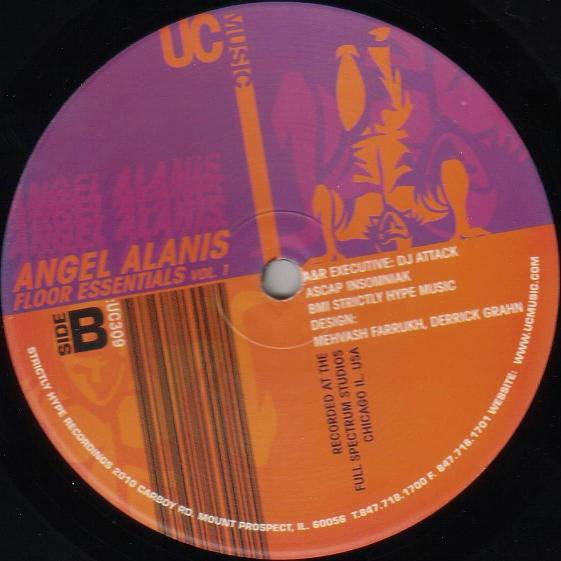 UC
MUSIC
ANGEL ALANIS
ANGEL ALANIS
ANGEL ALANIS
ANGEL ALANIS
FLOOR ESSENTIALS VOL. 1
SIDE B
UC309
A&R EXECUTIVE: DJ ATTACK
ASCAP INSOMNIAK
BMI STRICTLY HYPE MUSIC
DESIGN:
MEHVASH FARRUKH, DERRICK GRAHN
RECORDED AT THE
FULL SPECTRUM STUDIOS
CHICAGO IL. USA
STRICTLY HYPE RECORDINGS 2010 CARBOY RD. MOUNT PROSPECT, IL. 60056 T.847.718.1700 F. 847.718.1701 WEBSITE: WWW.UCMUSIC.COM